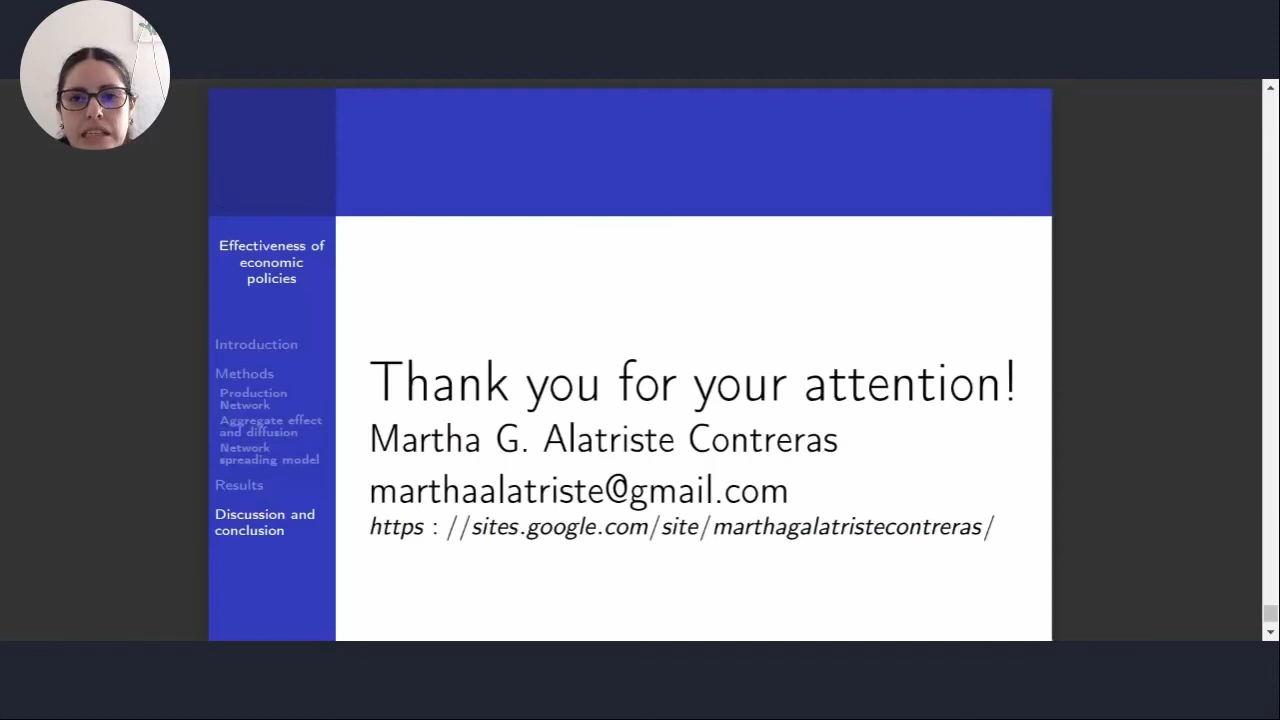 Effectiveness of
economic
policies
Introduction
Methods
Production
Network
Aggregate effect
and diffusion
Network
spreading model
Results
Discussion and
conclusion
Thank you for your attention!
Martha G. Alatriste Contreras
marthaalatriste@gmail.com
https : //sites.google.com/site/marthagalatristecontreras/